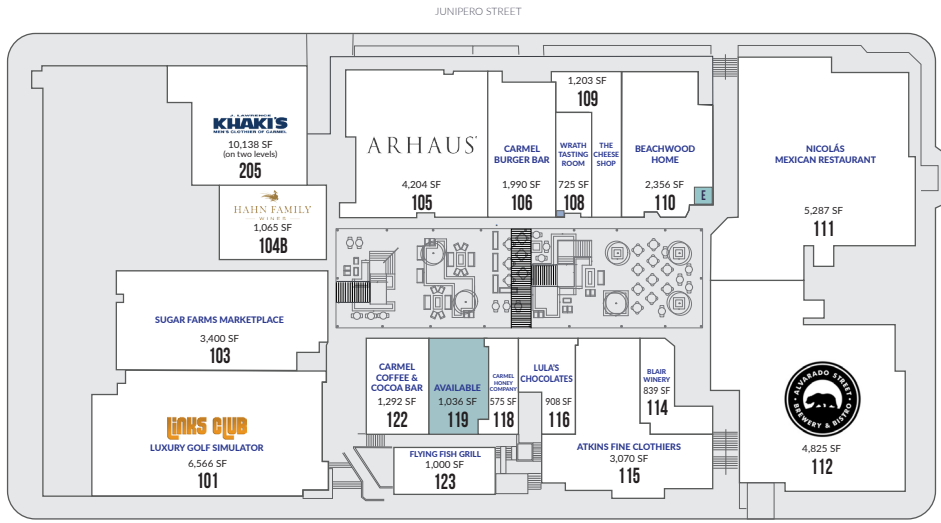 JUNIPERO STREET
J. LAWRENCE
KHAKI'S
MEN'S CLOTHIER OF CARMEL
10,138 SF
(on two levels)
205
HAHN FAMILY
WINES
1,065 SF
104B
ARHAUS
4,204 SF
105
CARMEL
BURGER BAR
1,990 SF
106
1,203 SF
109
WRATH
TASTING
ROOM
725 SF
108
THE
CHEESE
SHOP
BEACHWOOD
HOME
2,356 SF
110
E
NICOLÁS
MEXICAN RESTAURANT
5,287 SF
111
SUGAR FARMS MARKETPLACE
3,400 SF
103
LINKS CLUB
LUXURY GOLF SIMULATOR
6,566 SF
101
CARMEL
COFFEE &
COCOA BAR
1,292 SF
122
AVAILABLE
1,036 SF
119
CARMEL
HONEY
COMPANY
575 SF
118
LULA'S
CHOCOLATES
908 SF
116
BLAIR
WINERY
839 SF
114
FLYING FISH GRILL
1,000 SF
123
ATKINS FINE CLOTHIERS
3,070 SF
115
ALVARADO STREET
BREWERY & BISTRO
4,825 SF
112